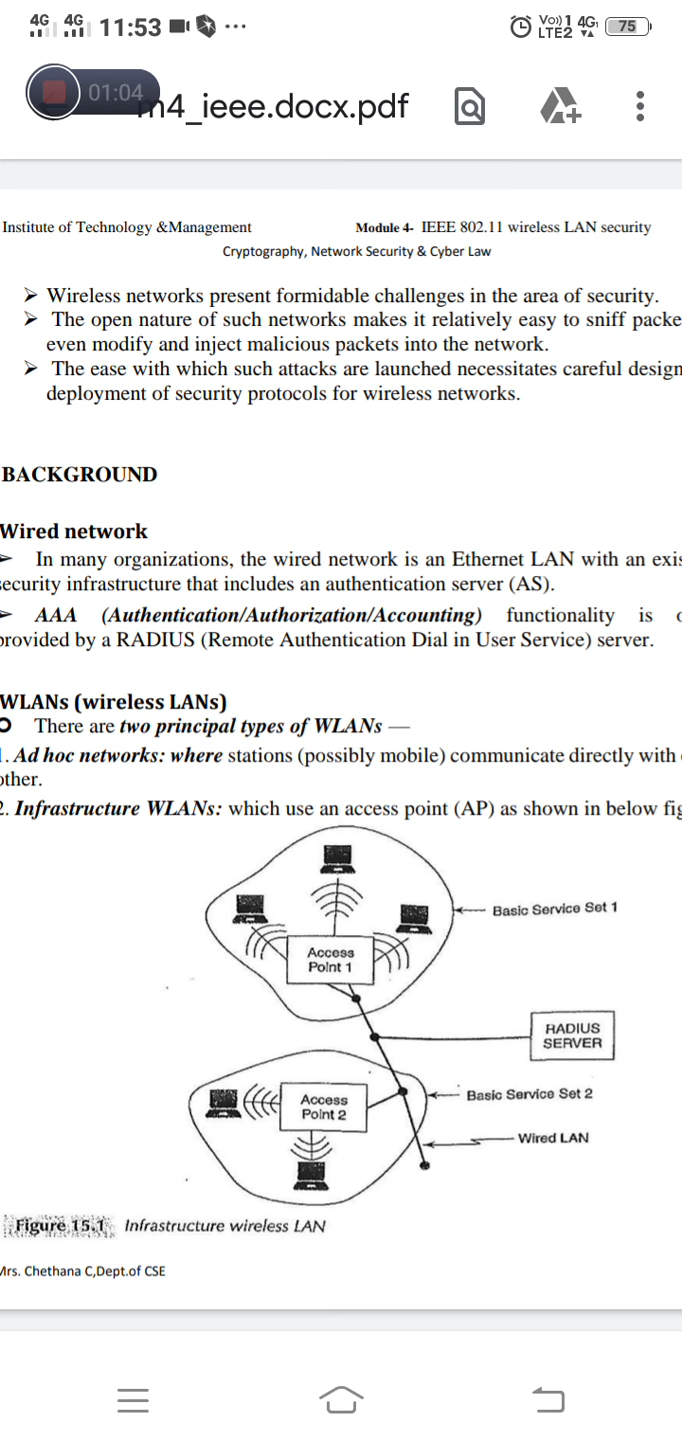 4G 4G 11:53 ... Vo)) 1 4G
LTE2 75
01:04 m4_ieee.docx.pdf
Institute of Technology &Management Module 4- IEEE 802.11 wireless LAN security
Cryptography, Network Security & Cyber Law
➢ Wireless networks present formidable challenges in the area of security.
➢ The open nature of such networks makes it relatively easy to sniff packe
even modify and inject malicious packets into the network.
➢ The ease with which such attacks are launched necessitates careful design
deployment of security protocols for wireless networks.
BACKGROUND
Wired network
➢ In many organizations, the wired network is an Ethernet LAN with an exis
security infrastructure that includes an authentication server (AS).
➢ AAA (Authentication/Authorization/Accounting) functionality is o
provided by a RADIUS (Remote Authentication Dial in User Service) server.
WLANs (wireless LANs)
There are two principal types of WLANs —
1. Ad hoc networks: where stations (possibly mobile) communicate directly with
other.
2. Infrastructure WLANs: which use an access point (AP) as shown in below fig
Basic Service Set 1
Access
Point 1
RADIUS
SERVER
Access
Point 2
Basic Service Set 2
Wired LAN
Figure 15.1 Infrastructure wireless LAN
Mrs. Chethana C,Dept.of CSE